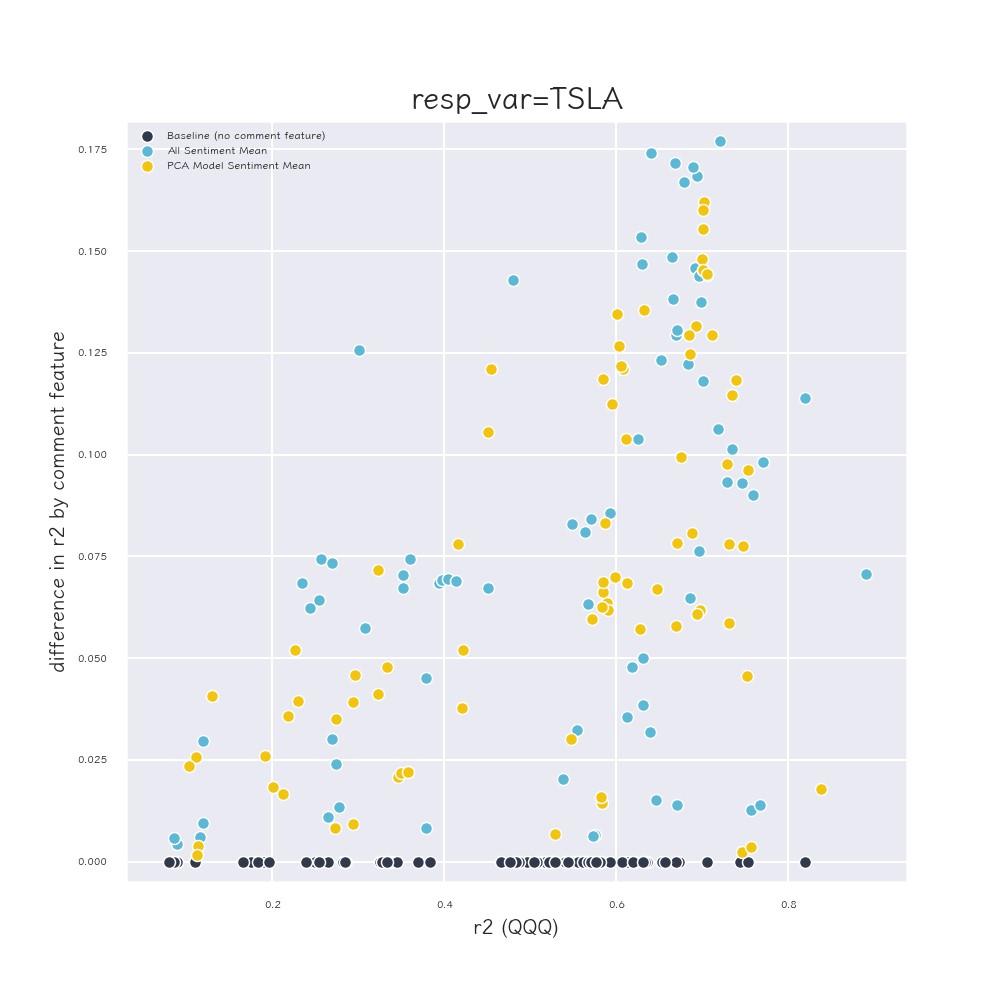 resp_var=TSLA
Baseline (no comment feature)
All Sentiment Mean
PCA Model Sentiment Mean
difference in r2 by comment feature
0.175
0.150
0.125
0.100
0.075
0.050
0.025
0.000
0.2 0.4 0.6 0.8
r2 (QQQ)